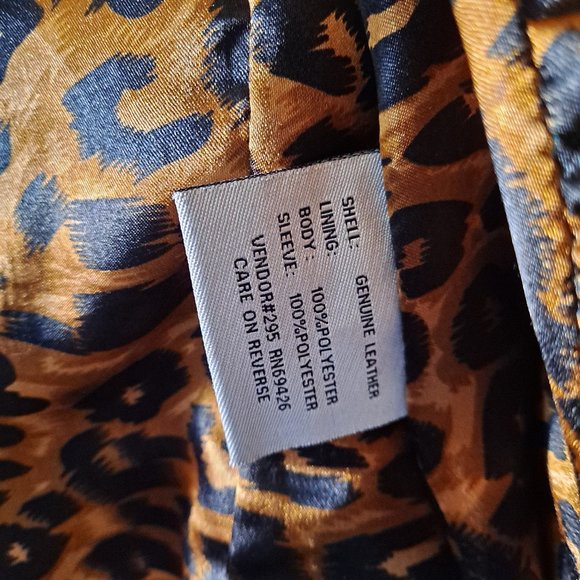 SHELL: GENUINE LEATHER
LINING:
BODY: 100%POLYESTER
SLEEVE: 100%POLYESTER
VENDOR#295 RN69426
CARE ON REVERSE